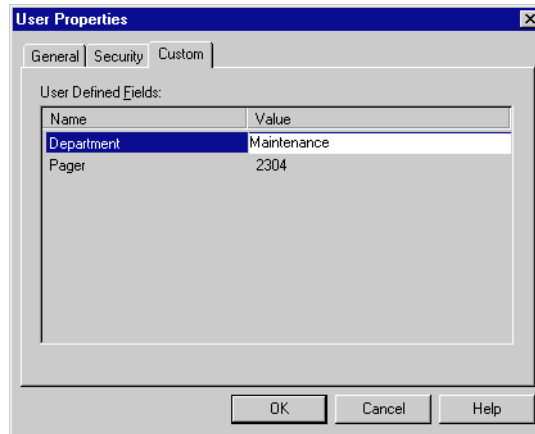 User Properties
General Security Custom
User Defined Fields:
Name Value
Department Maintenance
Pager 2304
OK Cancel Help